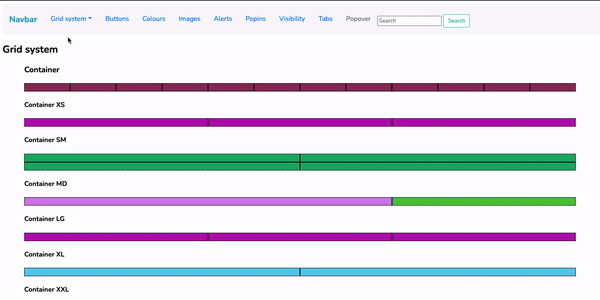 Navbar Grid system Buttons Colours Images Alerts Popins Visibility Tabs Popover Search Search
Grid system
Container
Container XS
Container SM
Container MD
Container LG
Container XL
Container XXL